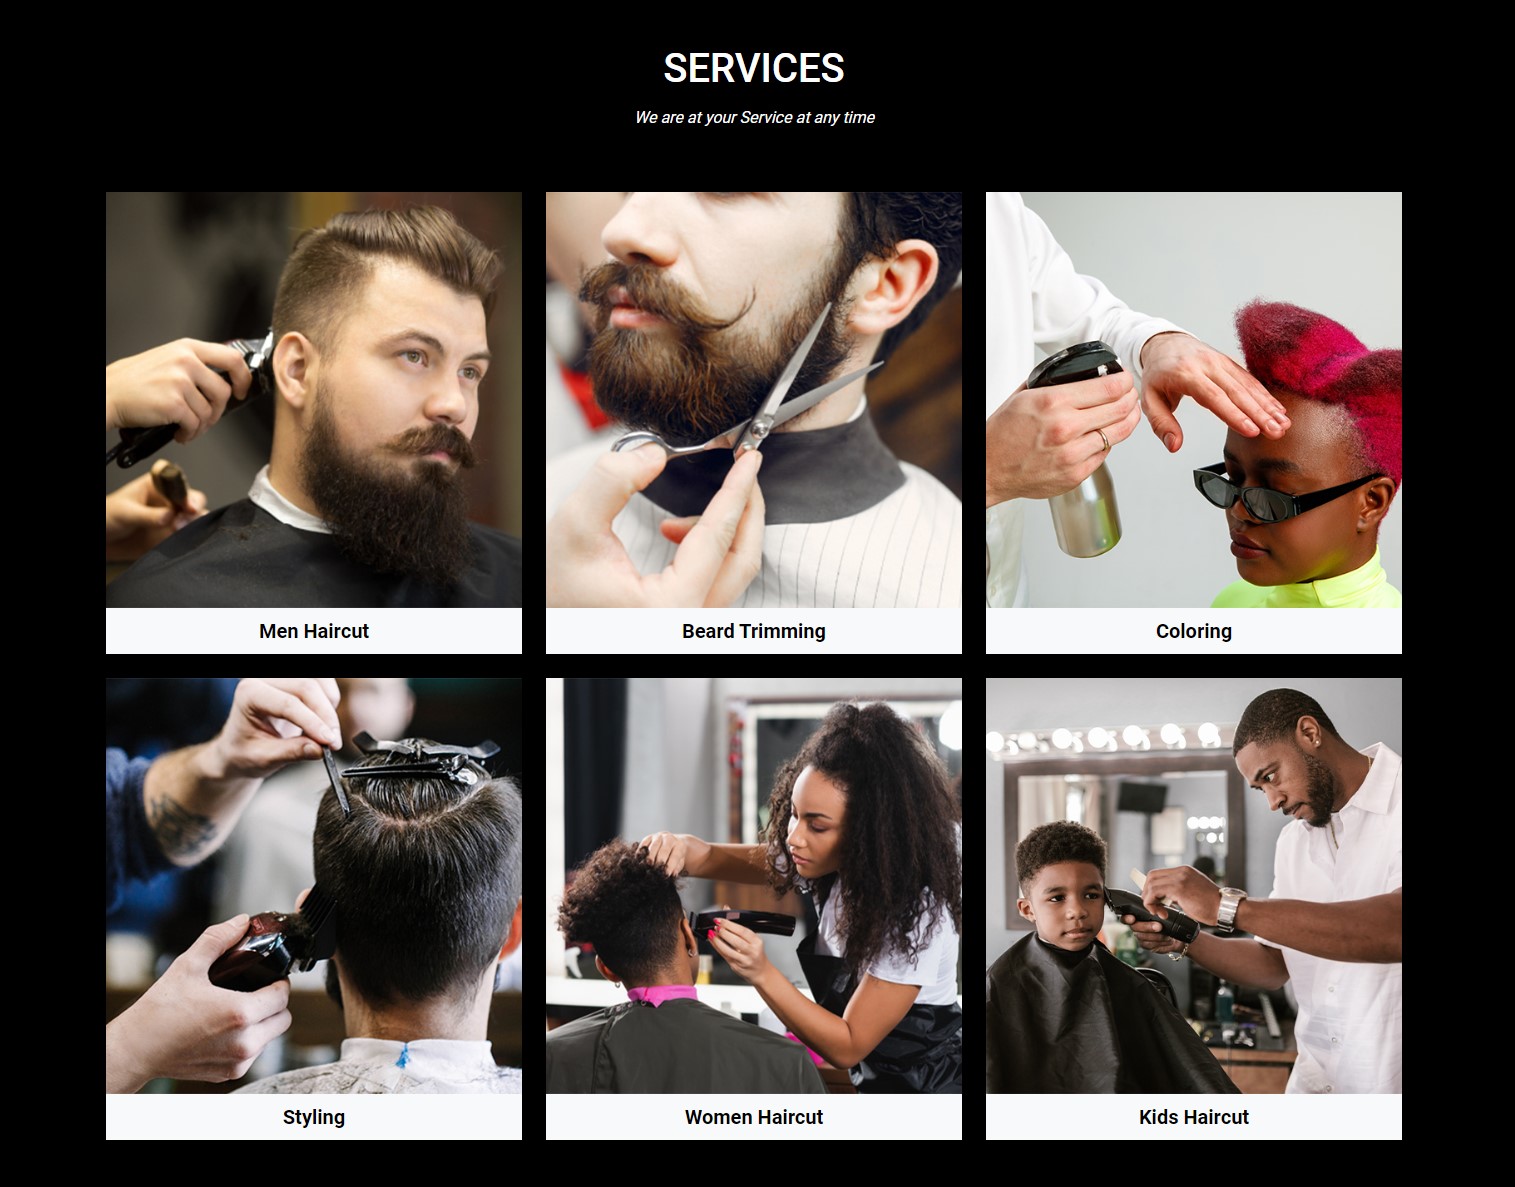 SERVICES
We are at your Service at any time
Men Haircut
Beard Trimming
Coloring
Styling
Women Haircut
Kids Haircut